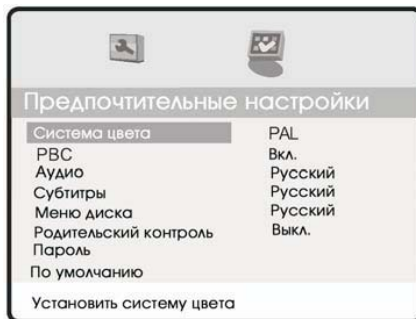 Предпочтительные настройки
Система цвета PAL
PBC Вкл.
Аудио Русский
Субтитры Русский
Меню диска Русский
Родительский контроль Выкл.
Пароль
По умолчанию
Установить систему цвета